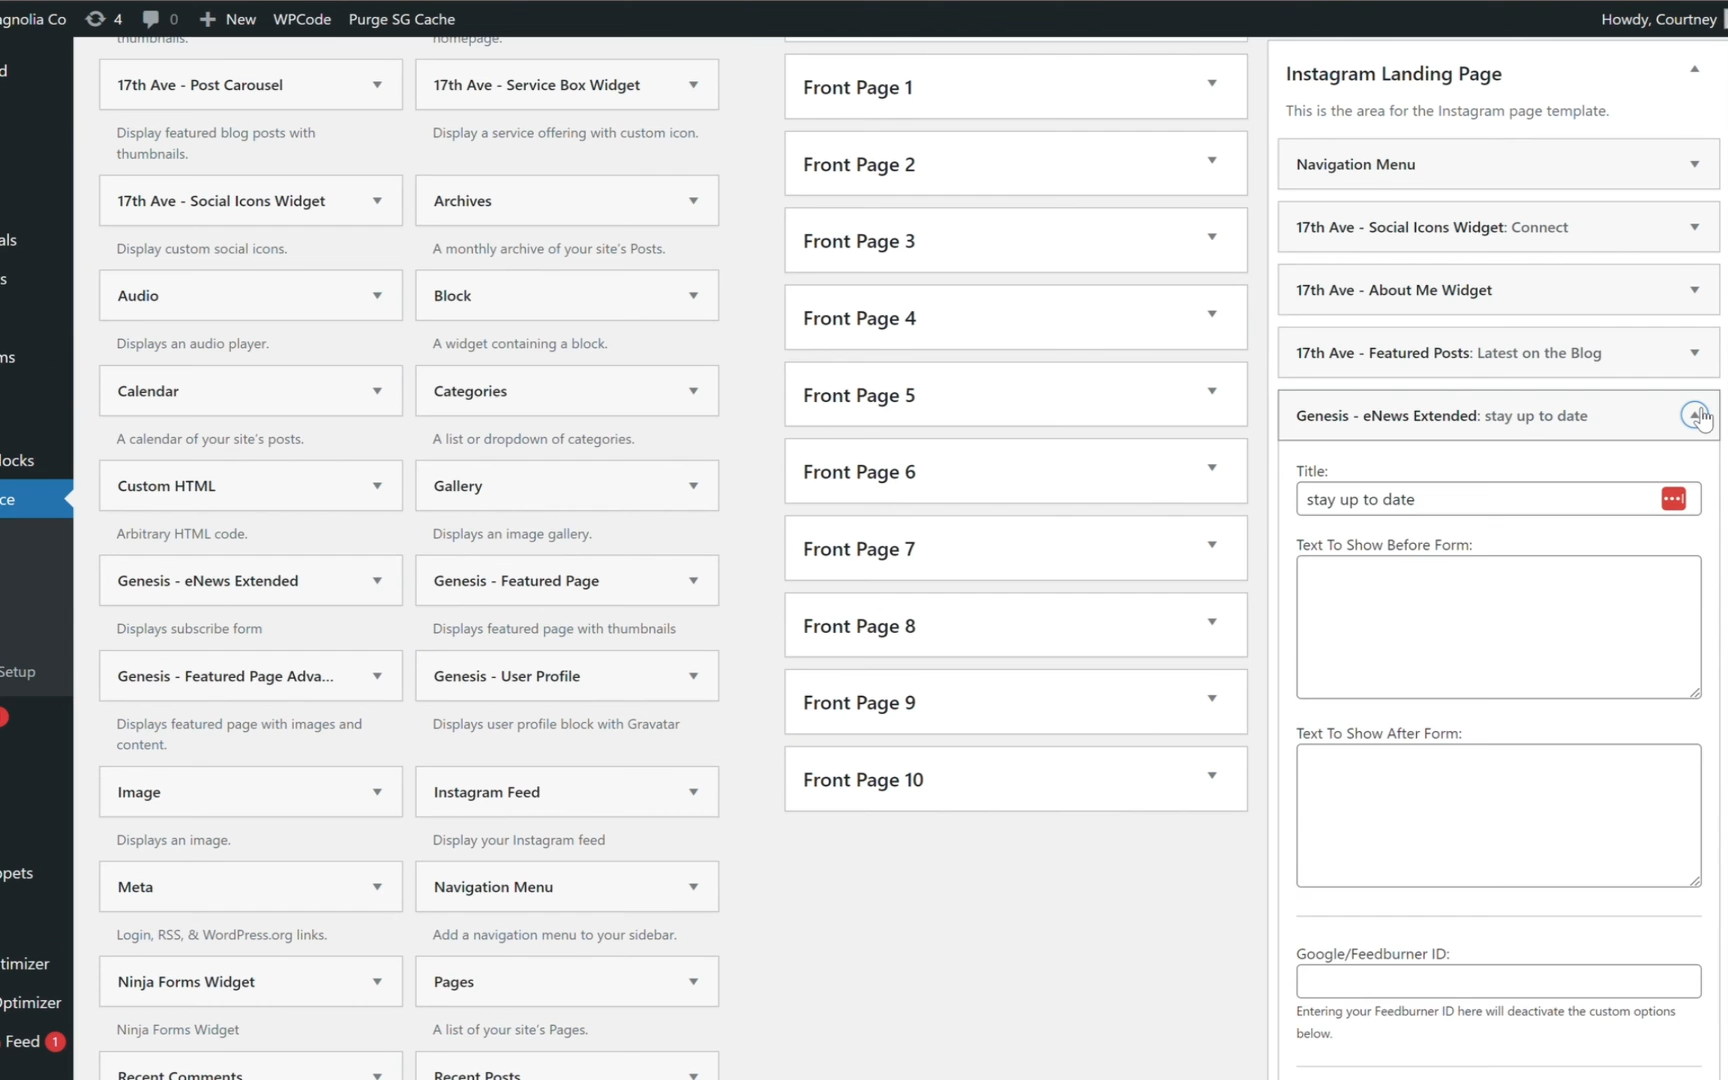 agnolia Co 4 0 New WPCode Purge SG Cache Howdy, Courtney
d
als
s
ms
locks
ce
Setup
ppets
timizer
Optimizer
Feed 1
thumbnails.
homepage.
17th Ave - Post Carousel
17th Ave - Service Box Widget
Display featured blog posts with
thumbnails.
Display a service offering with custom icon.
17th Ave - Social Icons Widget
Archives
Display custom social icons.
A monthly archive of your site's Posts.
Audio
Block
Displays an audio player.
A widget containing a block.
Calendar
Categories
A calendar of your site's posts.
A list or dropdown of categories.
Custom HTML
Gallery
Arbitrary HTML code.
Displays an image gallery.
Genesis - eNews Extended
Genesis - Featured Page
Displays subscribe form
Displays featured page with thumbnails
Genesis - Featured Page Adva...
Genesis - User Profile
Displays featured page with images and
content.
Displays user profile block with Gravatar
Image
Instagram Feed
Displays an image.
Display your Instagram feed
Meta
Navigation Menu
Login, RSS, & WordPress.org links.
Add a navigation menu to your sidebar.
Ninja Forms Widget
Pages
Ninja Forms Widget
A list of your site's Pages.
Recent Comments
Recent Posts
Front Page 1
Front Page 2
Front Page 3
Front Page 4
Front Page 5
Front Page 6
Front Page 7
Front Page 8
Front Page 9
Front Page 10
Instagram Landing Page
This is the area for the Instagram page template.
Navigation Menu
17th Ave - Social Icons Widget: Connect
17th Ave - About Me Widget
17th Ave - Featured Posts: Latest on the Blog
Genesis - eNews Extended: stay up to date
Title:
stay up to date
Text To Show Before Form:
Text To Show After Form:
Google/Feedburner ID:
Entering your Feedburner ID here will deactivate the custom options
below.